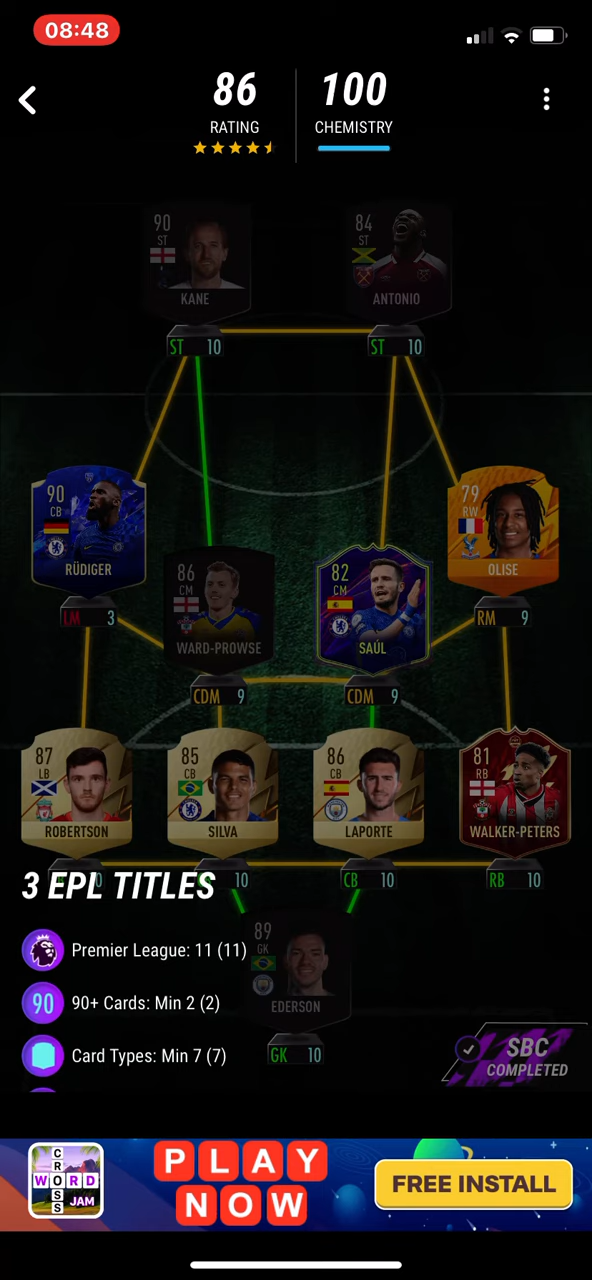 08:48
86 100
RATING CHEMISTRY
90 84
ST ST
KANE ANTONIO
ST 10 ST 10
90 79
CB RW
RÜDIGER OLISE
86 82
CM CM
WARD-PROWSE SAÚL
LM 3 RM 9
CDM 9 CDM 9
87 85 86 81
LB CB CB RB
ROBERTSON SILVA LAPORTE WALKER-PETERS
CB 10 RB 10
3 EPL TITLES
89
GK
EDERSON
GK 10
Premier League: 11 (11)
90 90+ Cards: Min 2 (2)
Card Types: Min 7 (7)
SBC
COMPLETED
CROSS
WORD
JAM
PLAY
NOW
FREE INSTALL